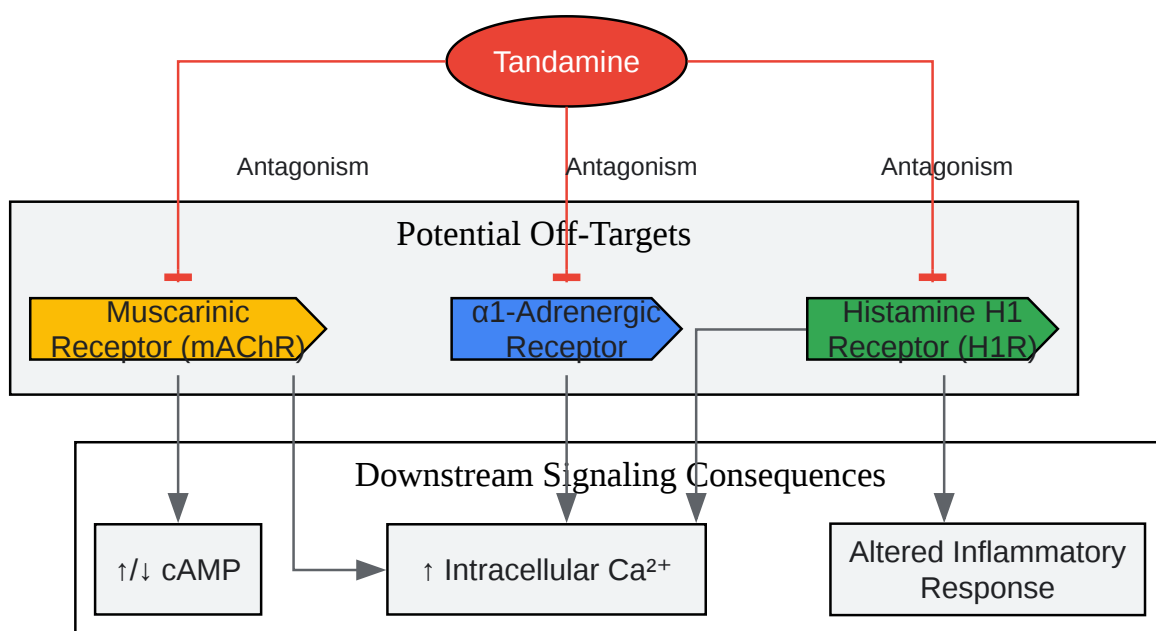 Tandamine
Antagonism
Antagonism
Antagonism
Potential Off-Targets
Muscarinic
Receptor (mAChR)
α1-Adrenergic
Receptor
Histamine H1
Receptor (H1R)
Downstream Signaling Consequences
↑/↓ cAMP
↑ Intracellular Ca²⁺
Altered Inflammatory
Response